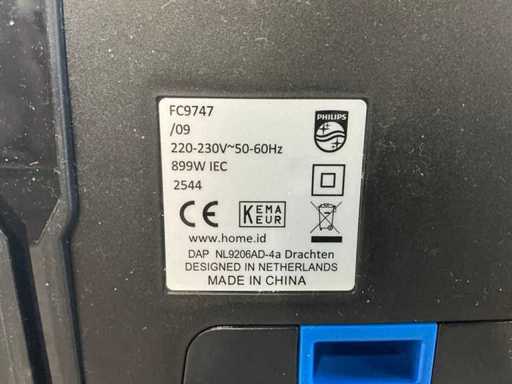 FC9747
/09
220-230V~50-60Hz
899W IEC
2544
PHILIPS
CE
KEMA
KEUR
www.home.id
DAP NL9206AD-4a Drachten
DESIGNED IN NETHERLANDS
MADE IN CHINA